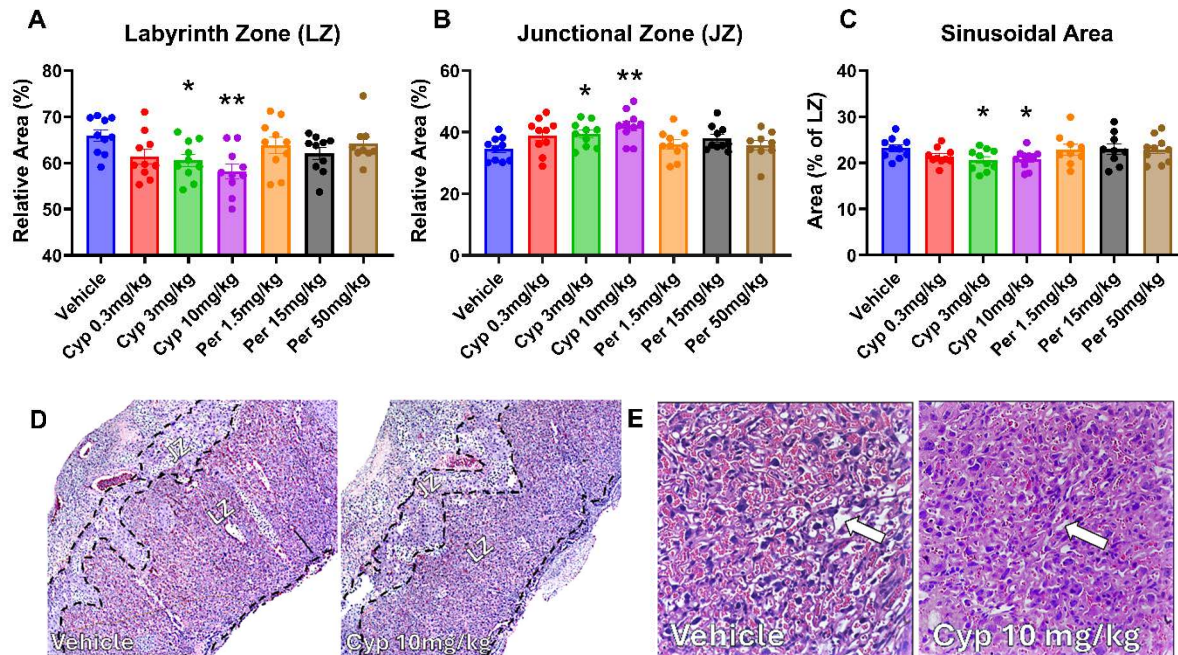 A
Labyrinth Zone (LZ)
Relative Area (%)
80
70
60
50
40
*
**
Vehicle
Cyp 0.3mg/kg
Cyp 3mg/kg
Cyp 10mg/kg
Per 1.5mg/kg
Per 15mg/kg
Per 50mg/kg
B
Junctional Zone (JZ)
Relative Area (%)
60
40
20
0
*
**
Vehicle
Cyp 0.3mg/kg
Cyp 3mg/kg
Cyp 10mg/kg
Per 1.5mg/kg
Per 15mg/kg
Per 50mg/kg
C
Sinusoidal Area
Area (% of LZ)
40
30
20
10
0
*
*
Vehicle
Cyp 0.3mg/kg
Cyp 3mg/kg
Cyp 10mg/kg
Per 1.5mg/kg
Per 15mg/kg
Per 50mg/kg
D
JZ
LZ
Vehicle
JZ
LZ
Cyp 10mg/kg
E
Vehicle
Cyp 10 mg/kg